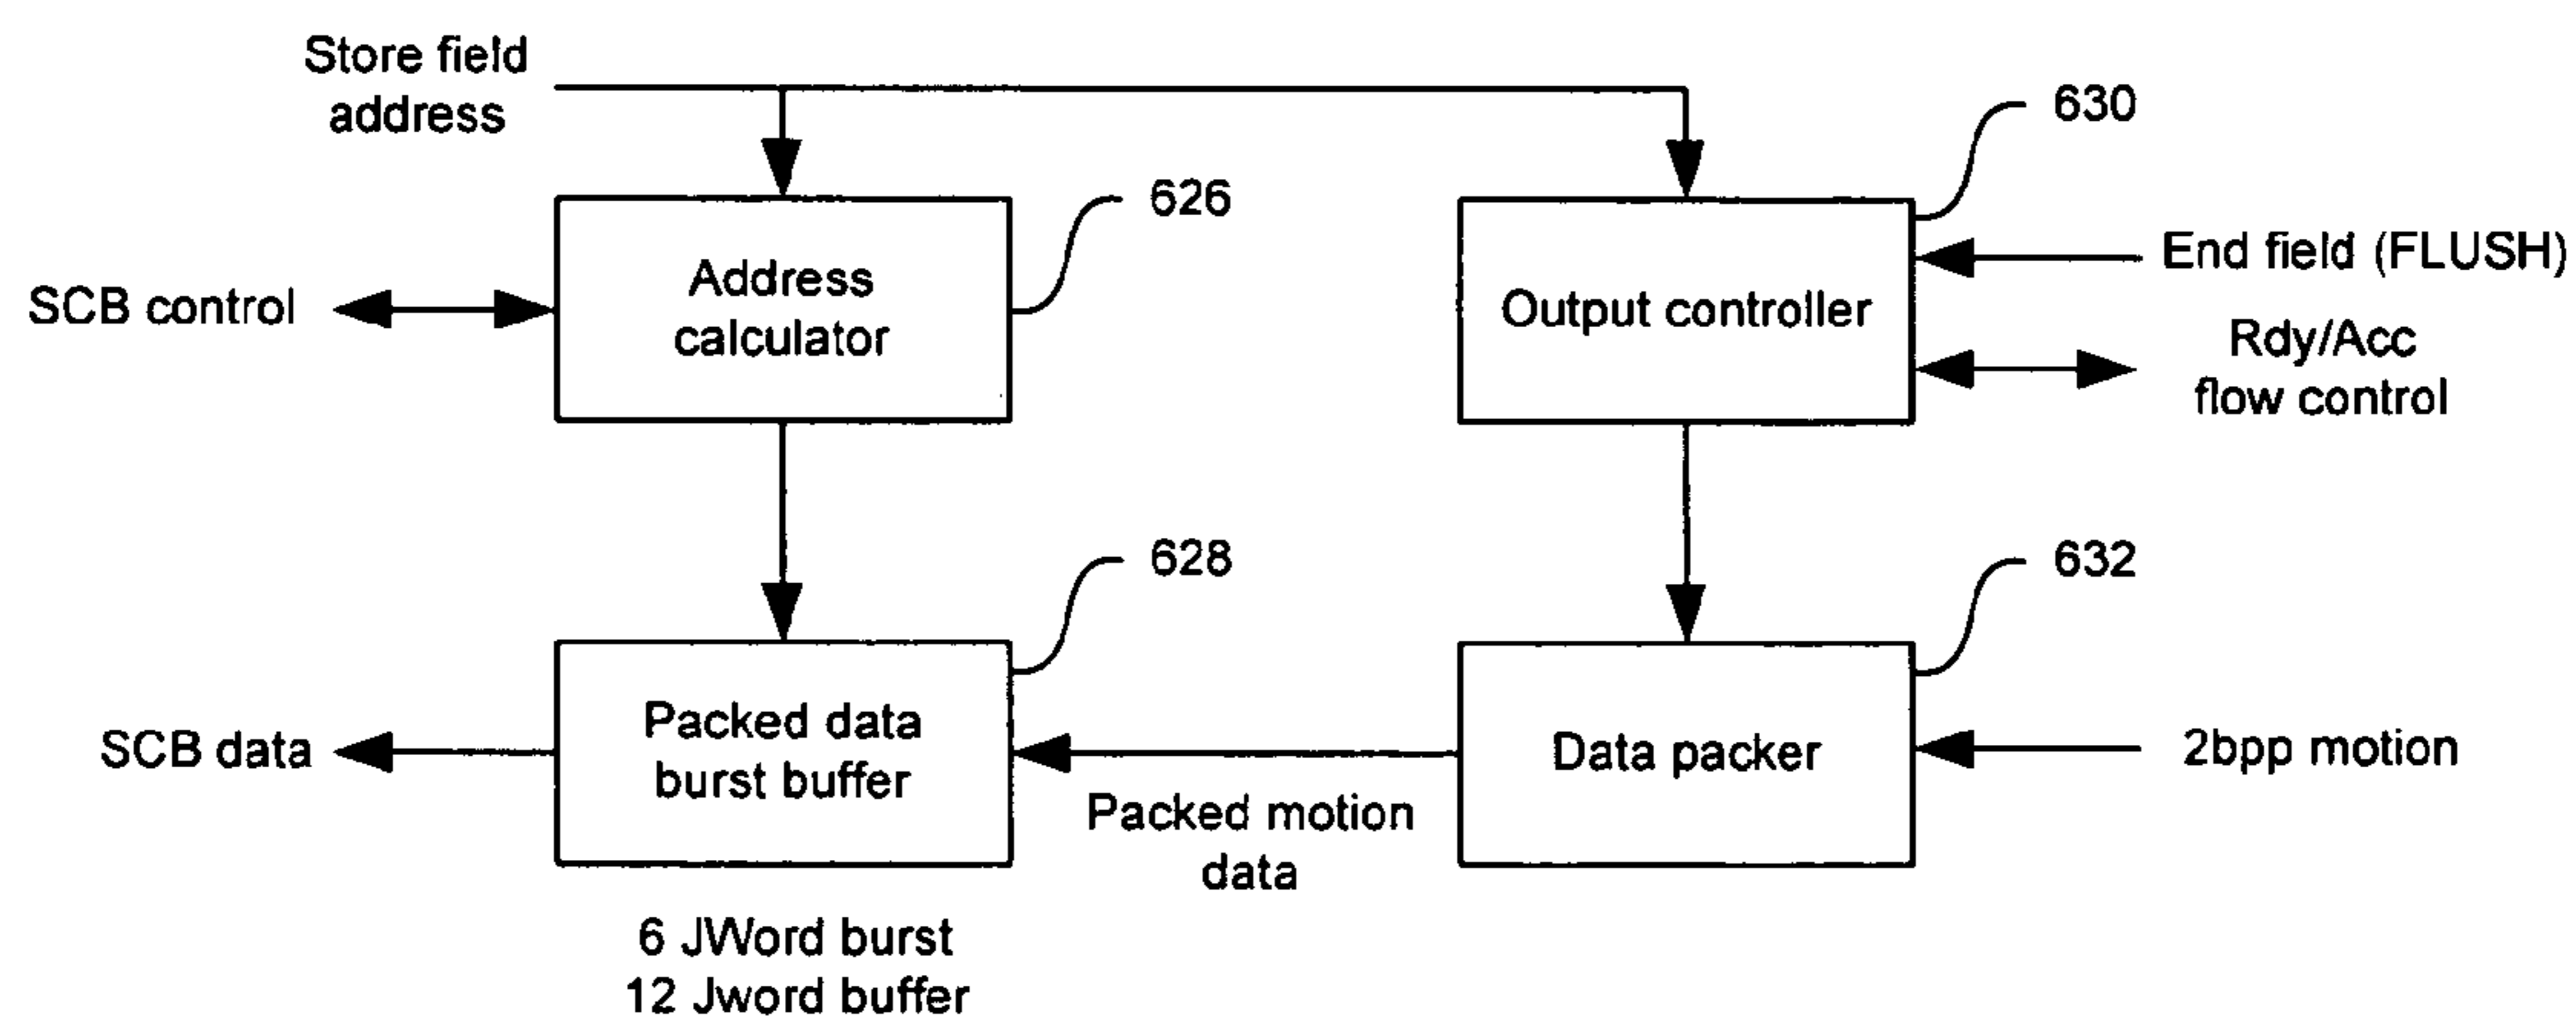 Store field
address
630
626
Address
calculator
SCB control
Output controller
End field (FLUSH)
Rdy/Acc
flow control
628
632
Packed data
burst buffer
SCB data
Data packer
2bpp motion
Packed motion
data
6 JWord burst
12 Jword buffer